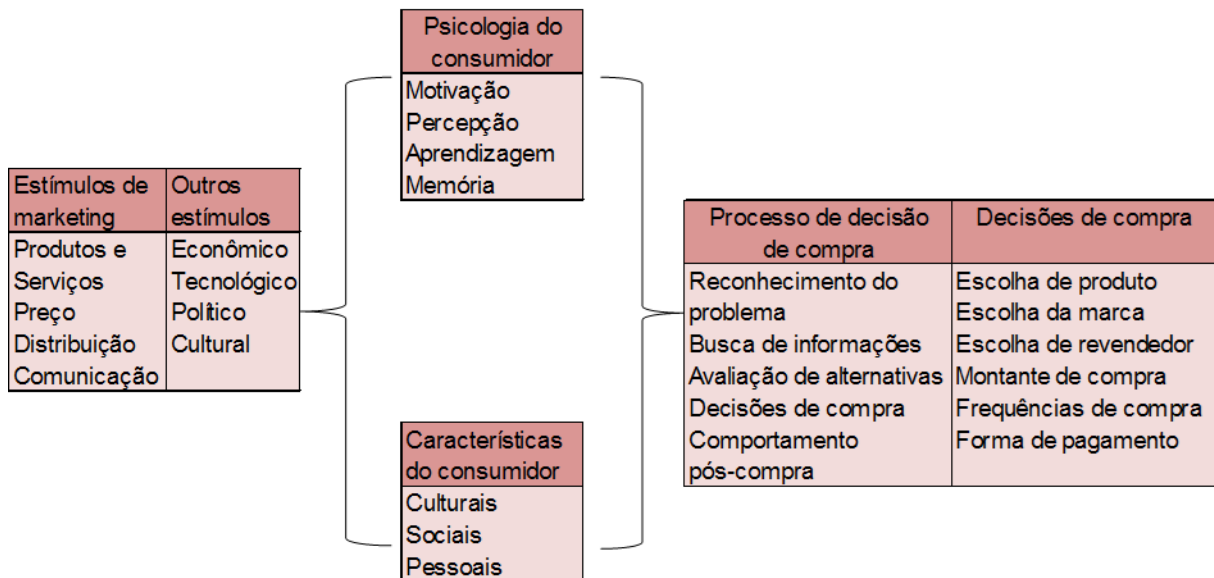 Estímulos de
marketing
Produtos e
Serviços
Preço
Distribuição
Comunicação
Outros
estímulos
Econômico
Tecnológico
Político
Cultural
Psicologia do
consumidor
Motivação
Percepção
Aprendizagem
Memória
Características
do consumidor
Culturais
Sociais
Pessoais
Processo de decisão
de compra
Reconhecimento do
problema
Busca de informações
Avaliação de alternativas
Decisões de compra
Comportamento
pós-compra
Decisões de compra
Escolha de produto
Escolha da marca
Escolha de revendedor
Montante de compra
Frequências de compra
Forma de pagamento